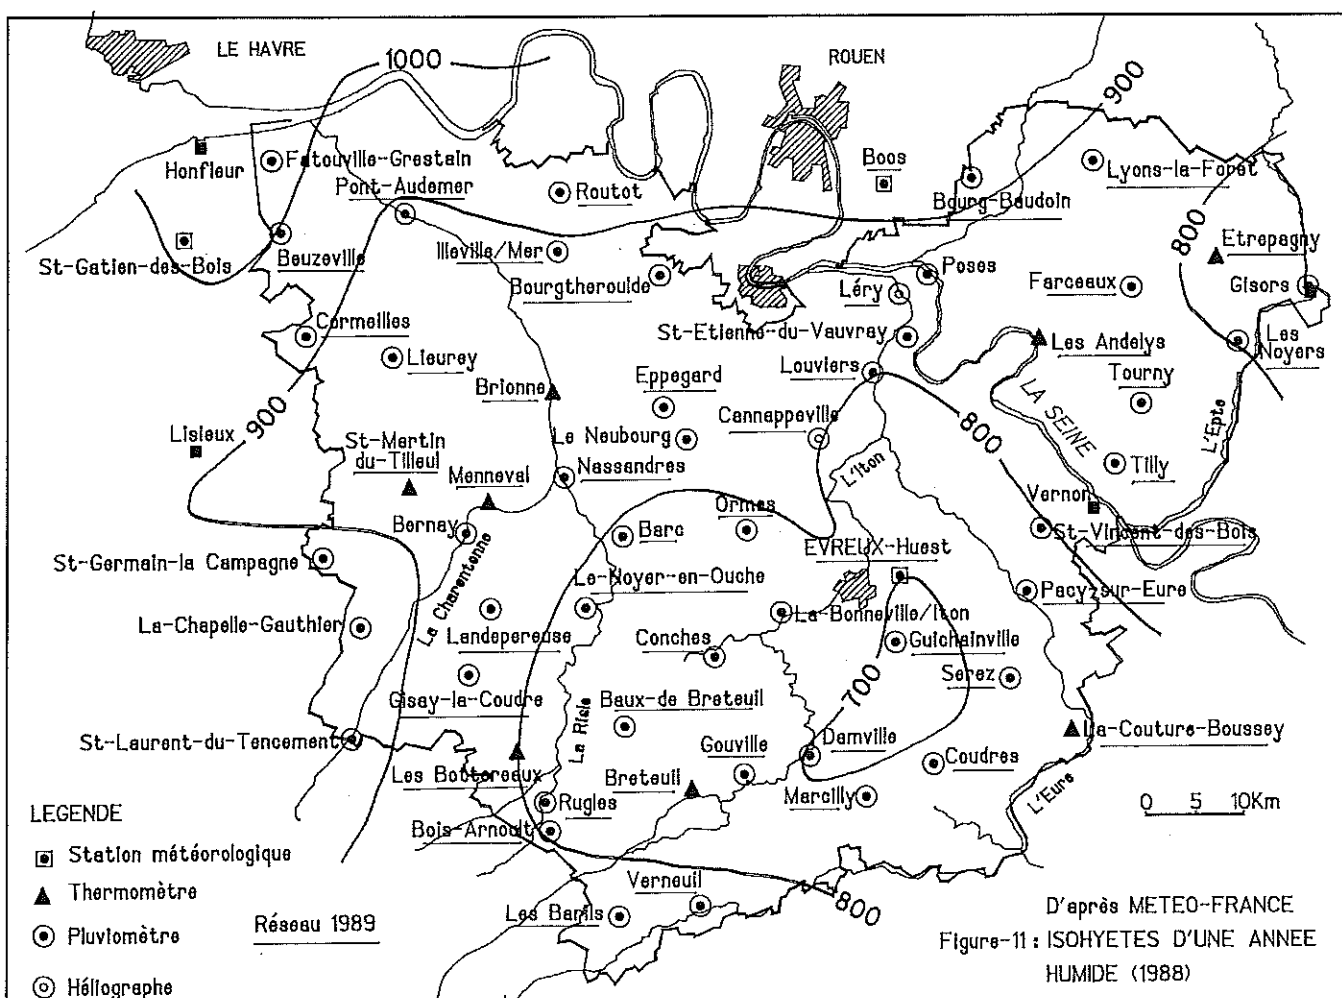 LE HAVRE
1000
ROUEN
900
Honfleur
Fatouville-Grestain
Pont-Audemer
Routot
Boos
Bourg-Baudoin
Lyons-la-Foret
800
St-Gatien-des-Bois
Beuzeville
Illeville/Mer
Bourgtheroulde
Poses
Léry
Farceaux
Etrepagny
Gisors
Cormeilles
Lieurey
St-Etienne-du-Vauvray
Les Andelys
Les
Noyers
Louviers
Tourny
Brionne
Eppegard
900
Lisieux
Le Neubourg
Cannappeville
800
LA SEINE
L'Epte
St-Martin
du-Tilleul
Menneval
Nassandres
L'Iton
Tilly
Vernon
Bernay
Barc
Ormes
St-Vincent-des-Bois
EVREUX-Huest
St-Germain-la Campagne
La Charentonne
Le-Noyer-en-Ouche
Pacy-sur-Eure
La-Chapelle-Gauthier
Landepereuse
La-Bonneville/Iton
Conches
Guichainville
700
Serez
Gisay-la-Coudre
La Risle
Baux-de Breteuil
St-Laurent-du-Tencement
Gouville
Damville
La-Couture-Boussey
Les Bottereaux
Breteuil
Coudres
Marcilly
L'Eure
Rugles
Bois-Arnoult
0 5 10Km
Verneuil
800
Les Barils
LEGENDE
Station météorologique
Thermomètre
Pluviomètre
Réseau 1989
Héliographe
D'après METEO-FRANCE
Figure-11 : ISOHYETES D'UNE ANNEE
HUMIDE (1988)